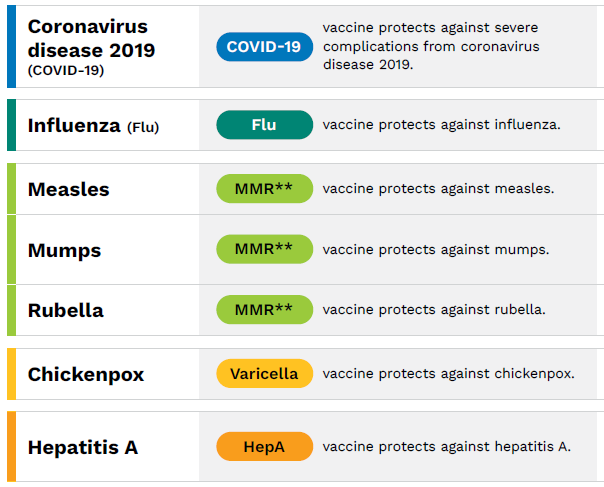 Coronavirus
disease 2019
(COVID-19)
COVID-19
vaccine protects against severe
complications from coronavirus
disease 2019.
Influenza (Flu)
Flu
vaccine protects against influenza.
Measles
MMR**
vaccine protects against measles.
Mumps
MMR**
vaccine protects against mumps.
Rubella
MMR**
vaccine protects against rubella.
Chickenpox
Varicella
vaccine protects against chickenpox.
Hepatitis A
HepA
vaccine protects against hepatitis A.